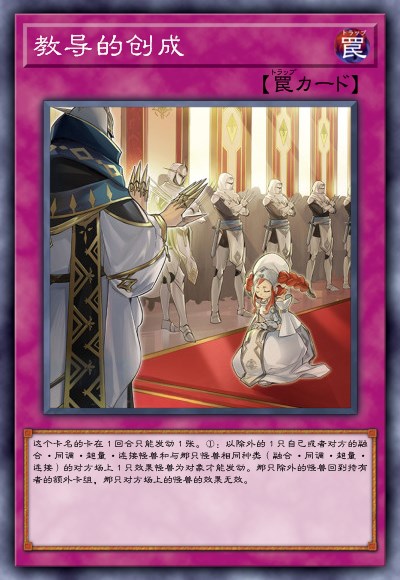 教导的创成
トラップ
罠
トラップ
【罠カード】
这个卡名的卡在1回合只能发动1张。①：以除外的1只自己或者对方的融
合·同调·超量·连接怪兽和与那只怪兽相同种类（融合·同调·超量·
连接）的对方场上1只效果怪兽为对象才能发动。那只除外的怪兽回到持有
者的额外卡组，那只对方场上的怪兽的效果无效。